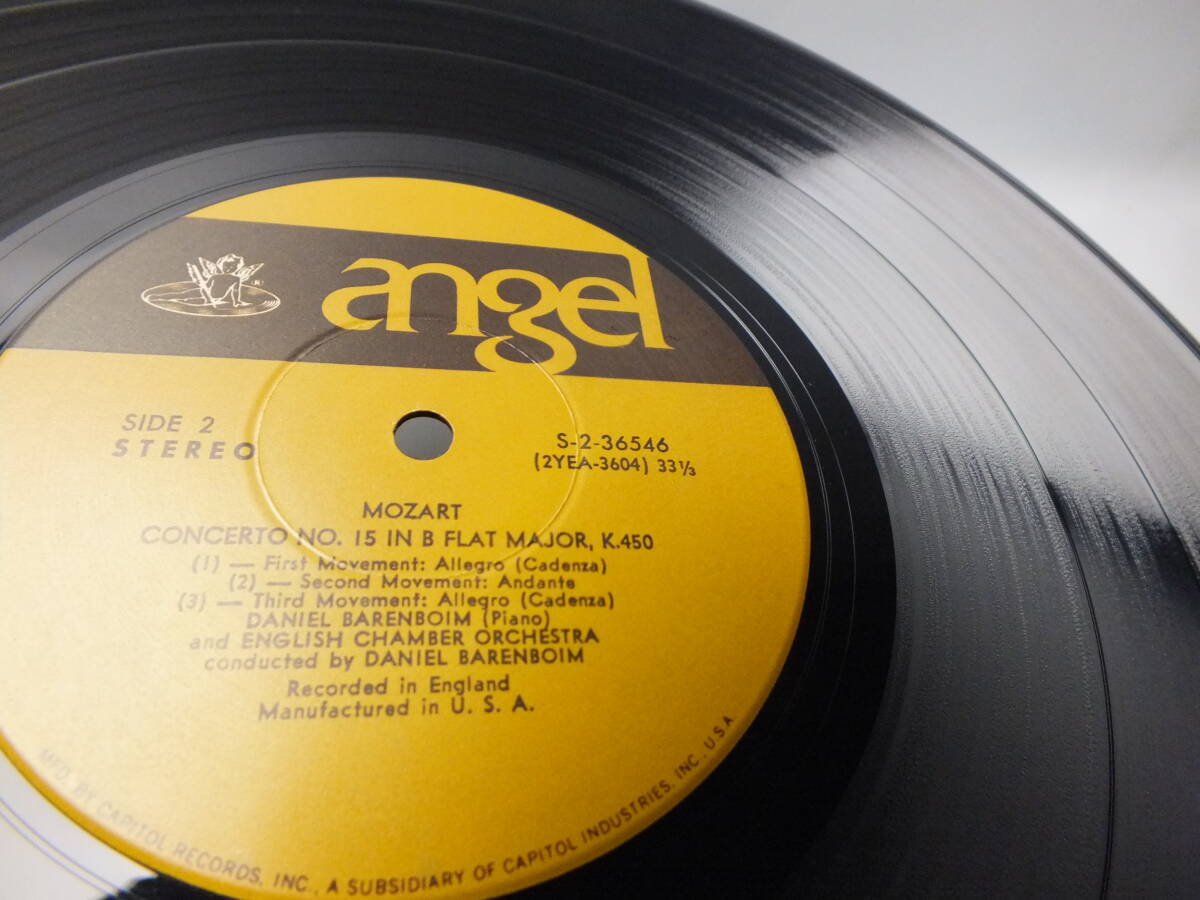 angel
®
SIDE 2
STEREO
S-2-36546
(2YEA-3604) 33⅓
MOZART
CONCERTO NO. 15 IN B FLAT MAJOR, K.450
(1) — First Movement: Allegro (Cadenza)
(2) — Second Movement: Andante
(3) — Third Movement: Allegro (Cadenza)
DANIEL BARENBOIM (Piano)
and ENGLISH CHAMBER ORCHESTRA
conducted by DANIEL BARENBOIM
Recorded in England
Manufactured in U. S. A.
MFD. BY CAPITOL RECORDS, INC., A SUBSIDIARY OF CAPITOL INDUSTRIES, INC., U.S.A.